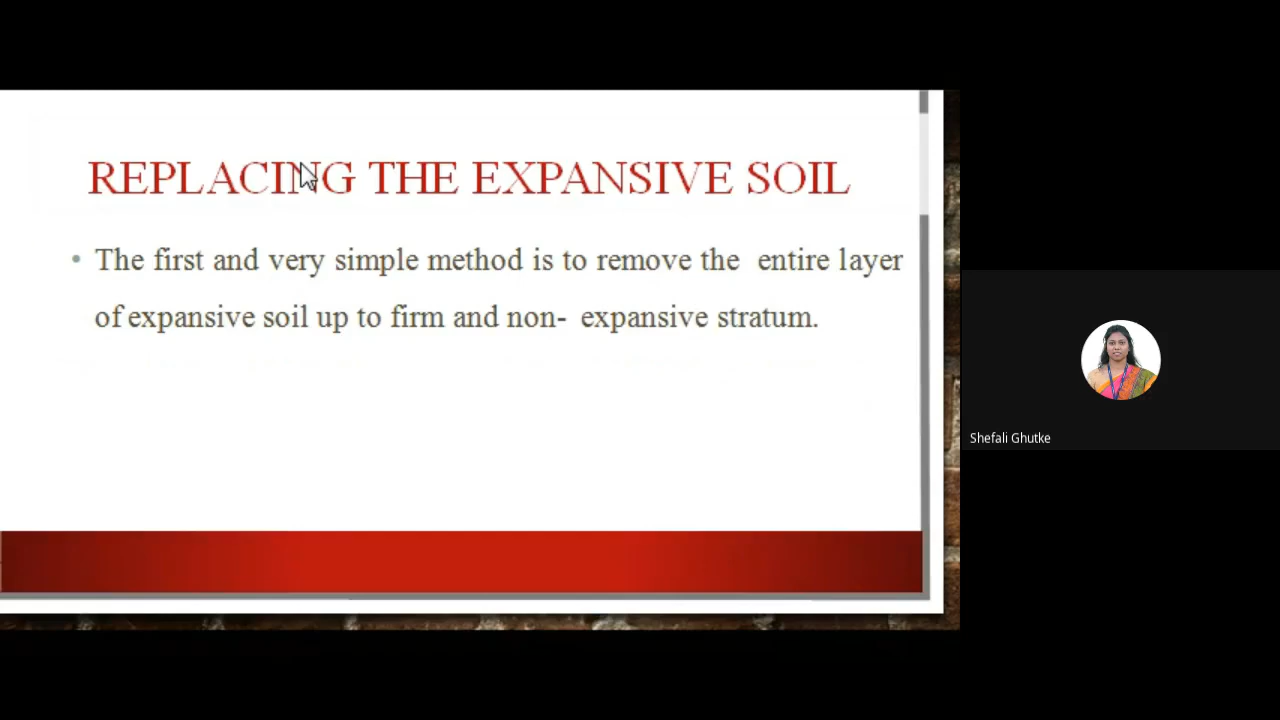 REPLACING THE EXPANSIVE SOIL
• The first and very simple method is to remove the entire layer
of expansive soil up to firm and non- expansive stratum.
Shefali Ghutke